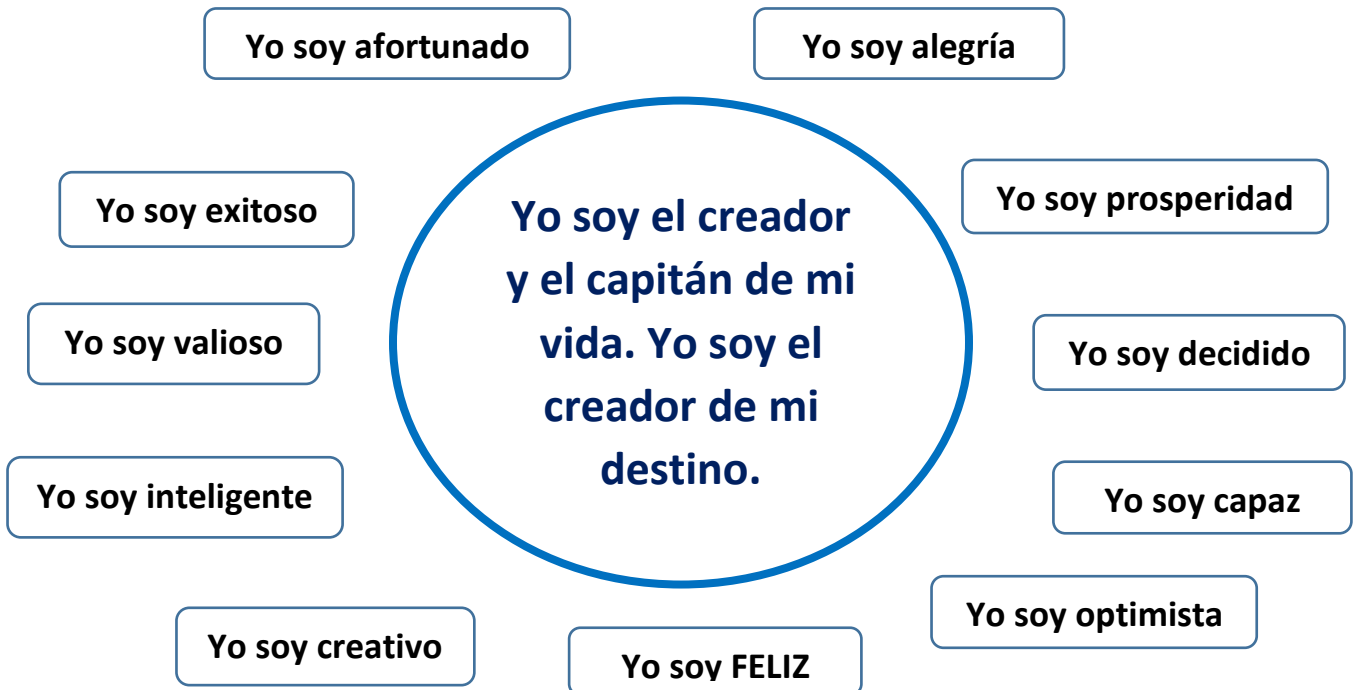 Yo soy afortunado
Yo soy alegría
Yo soy exitoso
Yo soy prosperidad
Yo soy el creador
y el capitán de mi
vida. Yo soy el
creador de mi
destino.
Yo soy valioso
Yo soy decidido
Yo soy inteligente
Yo soy capaz
Yo soy optimista
Yo soy creativo
Yo soy FELIZ